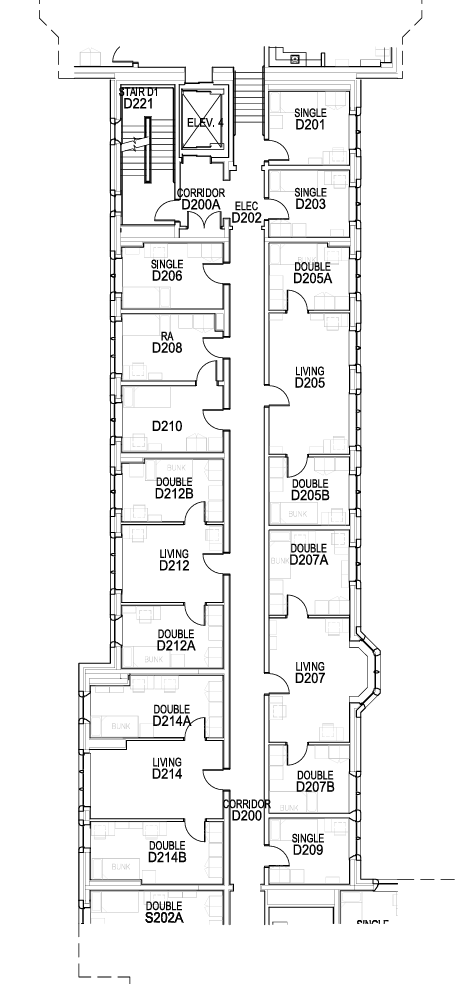 STAIR D1
D221
ELEV. 4
SINGLE
D201
CORRIDOR
D200A
SINGLE
D203
ELEC
D202
SINGLE
D206
DOUBLE
D205A
RA
D208
LIVING
D205
D210
BUNK
DOUBLE
D212B
DOUBLE
D205B
BUNK
LIVING
D212
DOUBLE
D207A
BUNK
DOUBLE
D212A
BUNK
LIVING
D207
DOUBLE
D214A
BUNK
LIVING
D214
DOUBLE
D207B
BUNK
CORRIDOR
D200
DOUBLE
D214B
BUNK
SINGLE
D209
DOUBLE
S202A
SINGLE